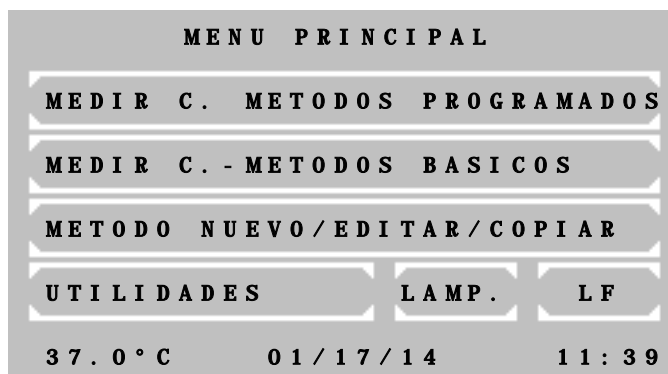 MENU PRINCIPAL
MEDIR C. METODOS PROGRAMADOS
MEDIR C.-METODOS BASICOS
METODO NUEVO/EDITAR/COPIAR
UTILIDADES LAMP. LF
37.0°C 01/17/14 11:39